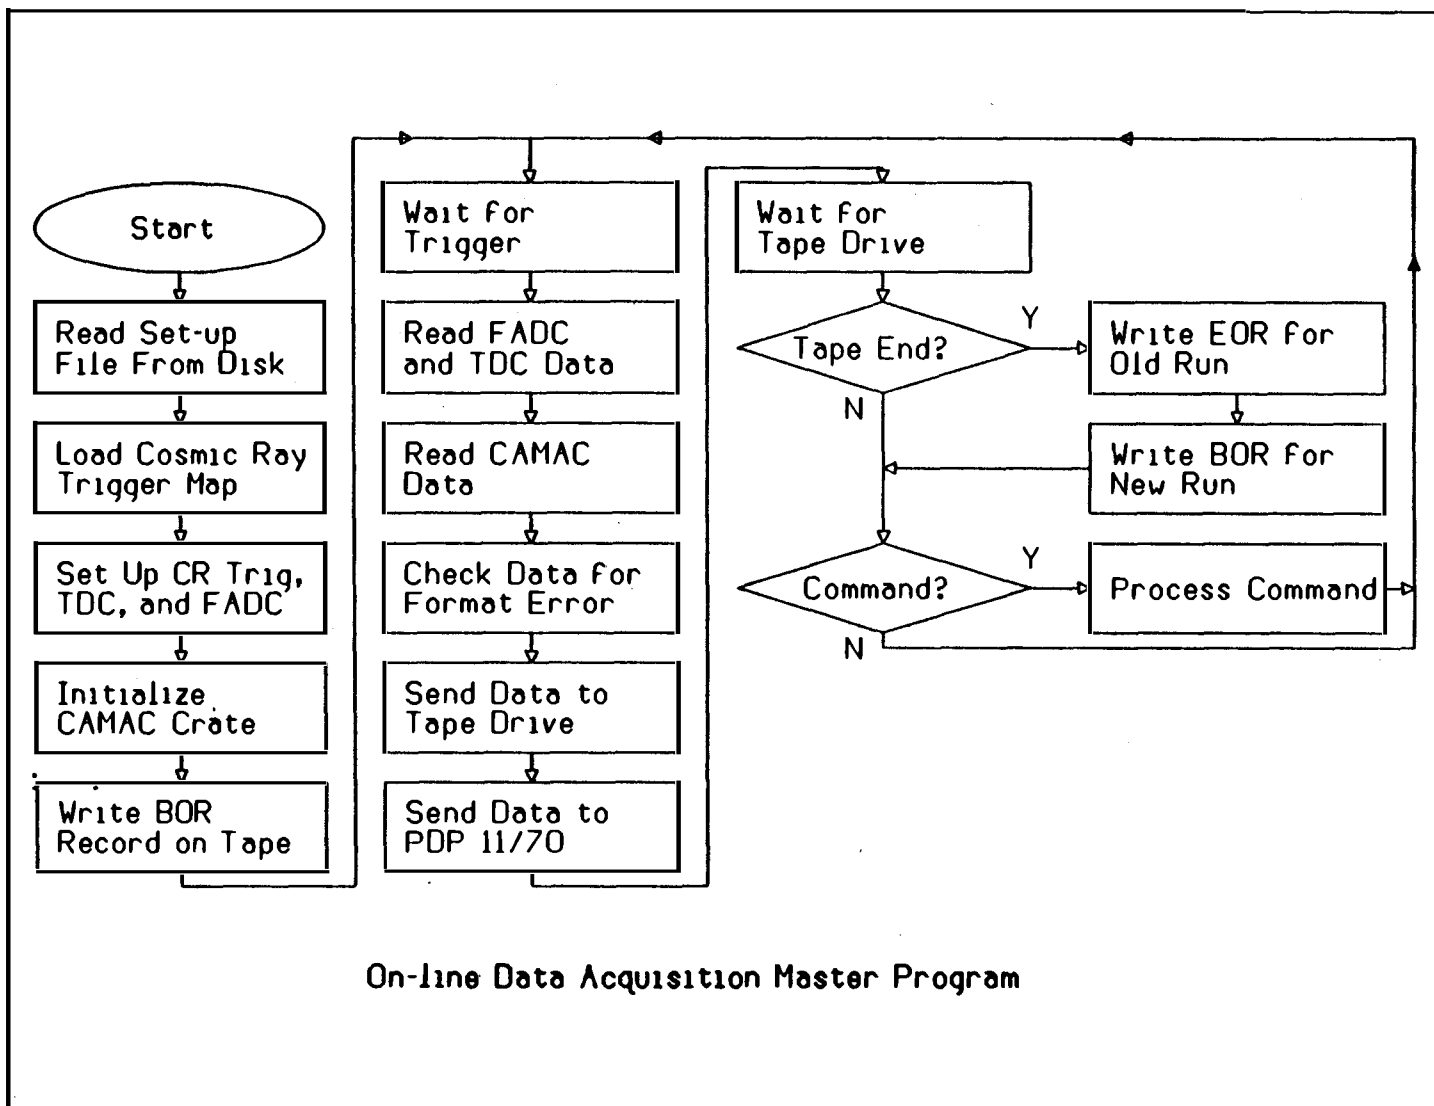 Start
Read Set-up
File From Disk
Load Cosmic Ray
Trigger Map
Set Up CR Trig,
TDC, and FADC
Initialize
CAMAC Crate
Write BOR
Record on Tape
Wait for
Trigger
Read FADC
and TDC Data
Read CAMAC
Data
Check Data for
Format Error
Send Data to
Tape Drive
Send Data to
PDP 11/70
Wait for
Tape Drive
Tape End?
Y
N
Write EOR for
Old Run
Write BOR for
New Run
Command?
Y
N
Process Command
On-line Data Acquisition Master Program